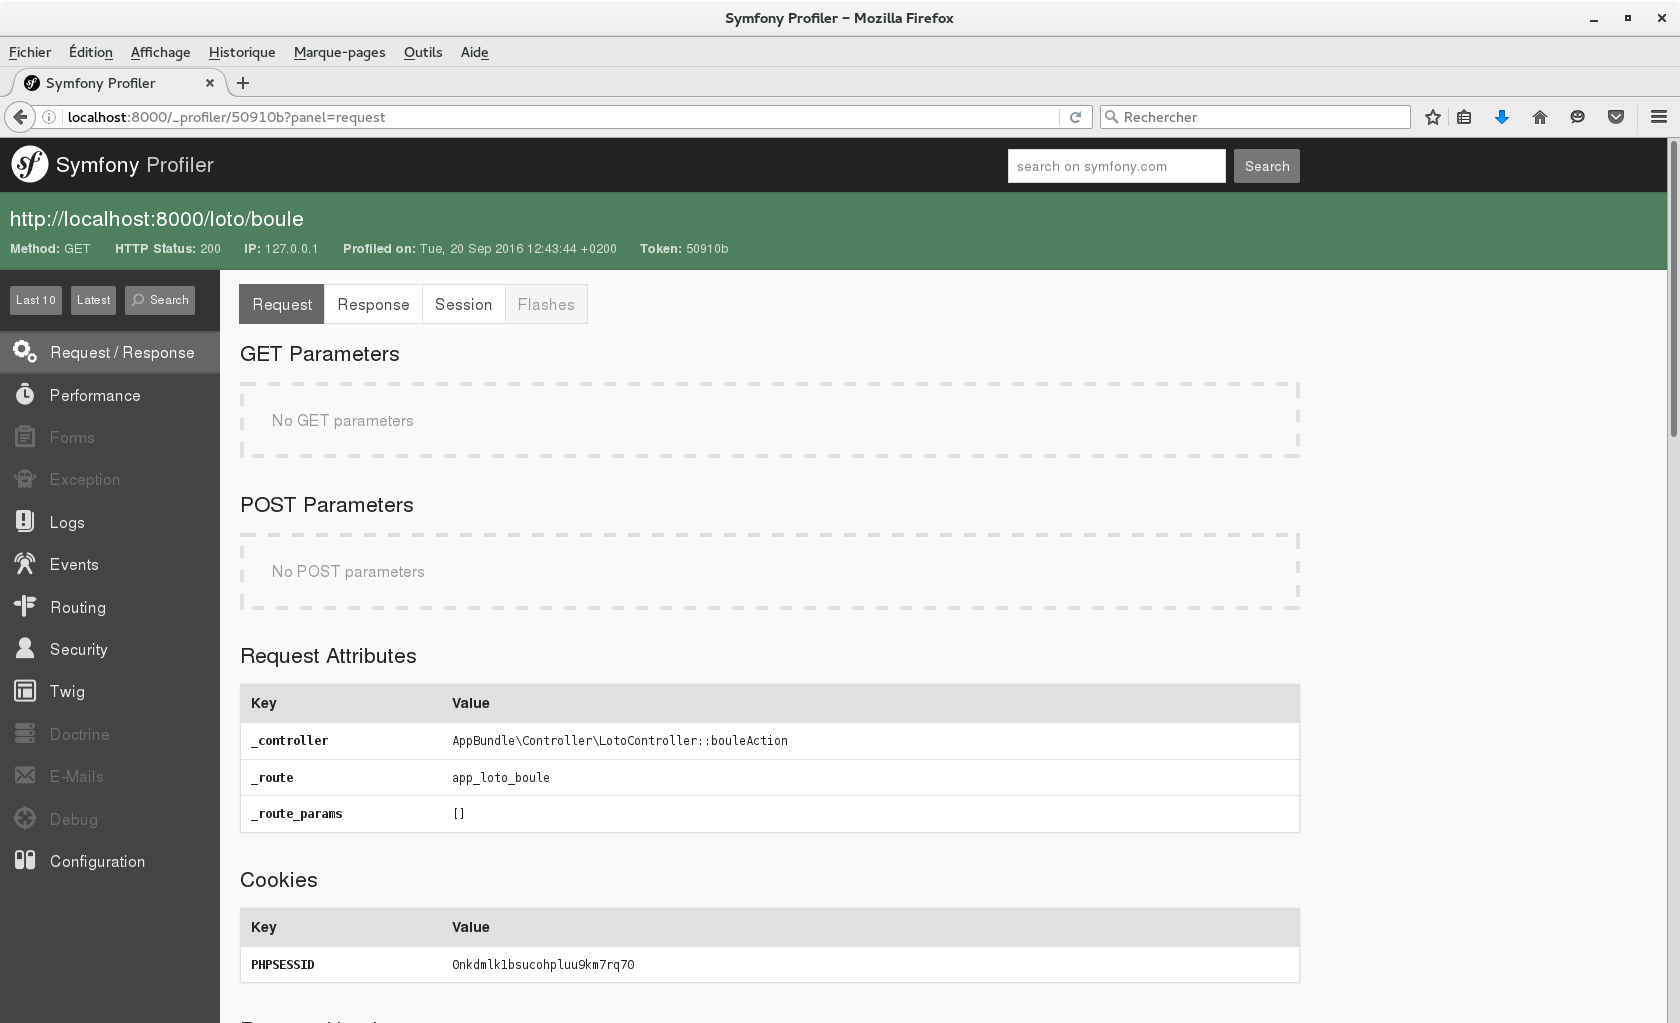 Symfony Profiler – Mozilla Firefox
Fichier Édition Affichage Historique Marque-pages Outils Aide
Symfony Profiler
localhost:8000/_profiler/50910b?panel=request
Rechercher
sf Symfony Profiler
search on symfony.com
Search
http://localhost:8000/loto/boule
Method: GET HTTP Status: 200 IP: 127.0.0.1 Profiled on: Tue, 20 Sep 2016 12:43:44 +0200 Token: 50910b
Last 10 Latest Search
Request / Response
Performance
Forms
Exception
Logs
Events
Routing
Security
Twig
Doctrine
E-Mails
Debug
Configuration
Request Response Session Flashes
GET Parameters
No GET parameters
POST Parameters
No POST parameters
Request Attributes
Key Value
_controller AppBundle\Controller\LotoController::bouleAction
_route app_loto_boule
_route_params []
Cookies
Key Value
PHPSESSID 0nkdmlk1bsucohpluu9km7rq70